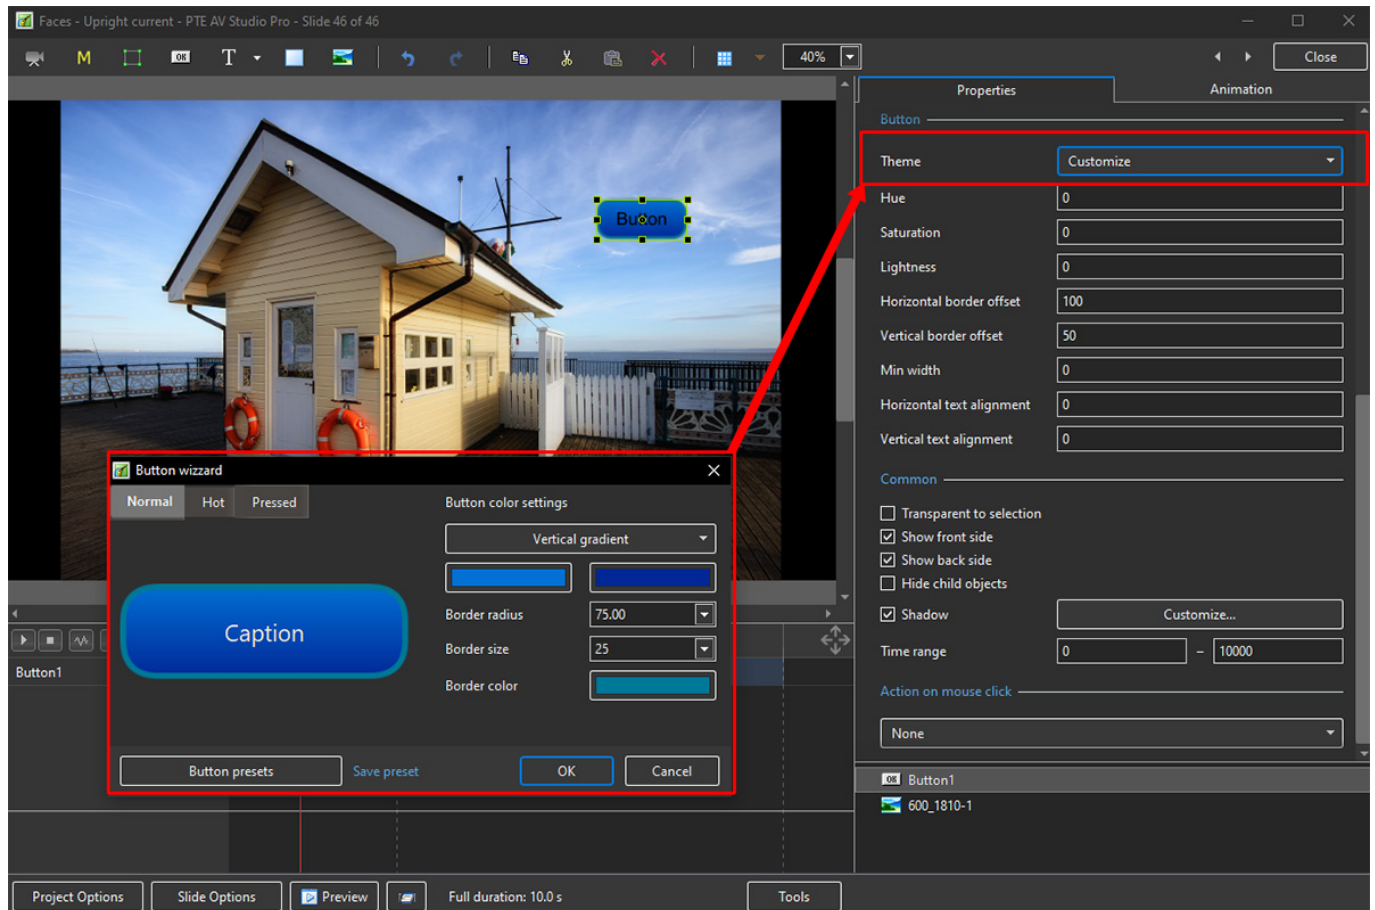 Faces - Upright current - PTE AV Studio Pro - Slide 46 of 46
M OK T 40% Close
Properties Animation
Button
Theme Customize
Hue 0
Saturation 0
Lightness 0
Horizontal border offset 100
Vertical border offset 50
Min width 0
Horizontal text alignment 0
Vertical text alignment 0
Common
Transparent to selection
Show front side
Show back side
Hide child objects
Shadow Customize...
Time range 0 – 10000
Action on mouse click
None
OK Button1
600_1810-1
Button
Button wizzard
Normal Hot Pressed
Button color settings
Vertical gradient
Caption
Border radius 75.00
Border size 25
Border color
Button presets Save preset OK Cancel
Button1
Project Options Slide Options Preview Full duration: 10.0 s Tools